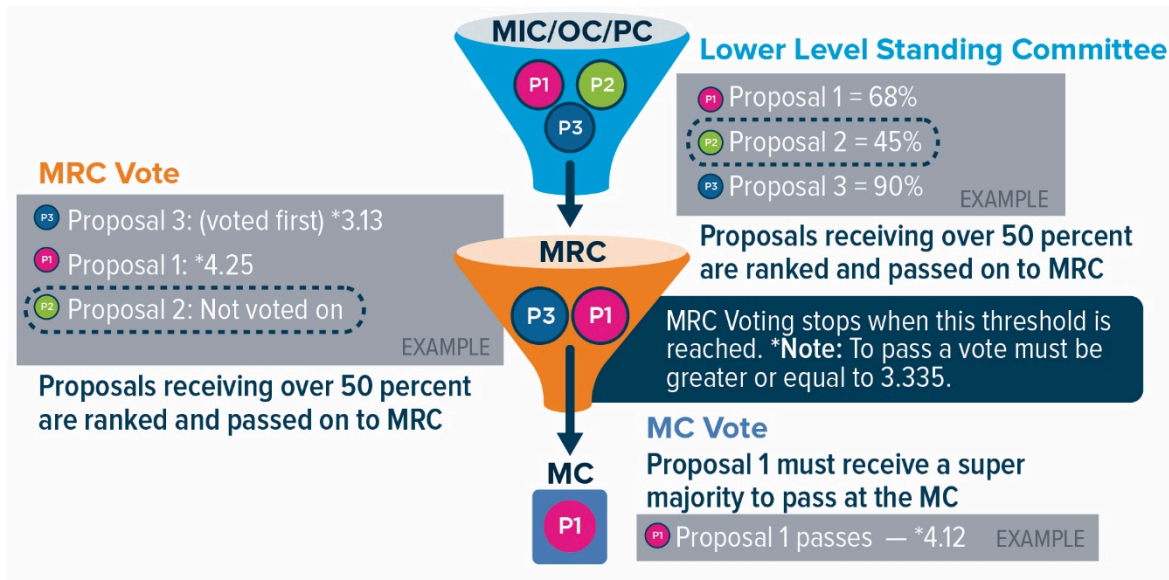 MIC/OC/PC
P1
P2
P3
Lower Level Standing Committee
P1 Proposal 1 = 68%
P2 Proposal 2 = 45%
P3 Proposal 3 = 90%
EXAMPLE
Proposals receiving over 50 percent
are ranked and passed on to MRC
MRC Vote
P3 Proposal 3: (voted first) *3.13
P1 Proposal 1: *4.25
P2 Proposal 2: Not voted on
EXAMPLE
Proposals receiving over 50 percent
are ranked and passed on to MRC
MRC
P3
P1
MRC Voting stops when this threshold is
reached. *Note: To pass a vote must be
greater or equal to 3.335.
MC Vote
Proposal 1 must receive a super
majority to pass at the MC
P1 Proposal 1 passes — *4.12 EXAMPLE
MC
P1